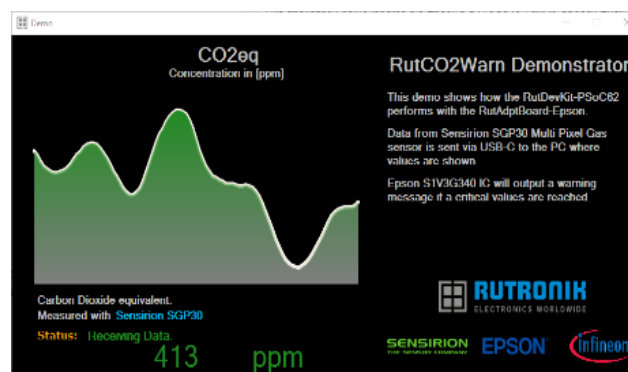 Demo
CO2eq
Concentration in [ppm]
Carbon Dioxide equivalent.
Measured with Sensirion SGP30
Status: Receiving Data.
413 ppm
RutCO2Warn Demonstrator
This demo shows how the RutDevKit-PSoC62
performs with the RutAdptBoard-Epson.
Data from Sensirion SGP30 Multi Pixel Gas
sensor is sent via USB-C to the PC where
values are shown
Epson S1V3G340 IC will output a warning
message if a critical values are reached
RUTRONIK
ELECTRONICS WORLDWIDE
SENSIRION
THE SENSOR COMPANY
EPSON
infineon